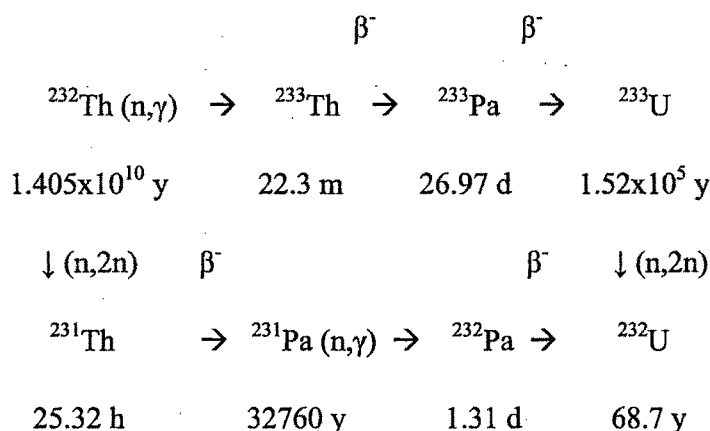 β⁻ β⁻
²³²Th (n,γ) → ²³³Th → ²³³Pa → ²³³U
1.405x10¹⁰ y 22.3 m 26.97 d 1.52x10⁵ y
↓ (n,2n) β⁻ β⁻ ↓ (n,2n)
²³¹Th → ²³¹Pa (n,γ) → ²³²Pa → ²³²U
25.32 h 32760 y 1.31 d 68.7 y